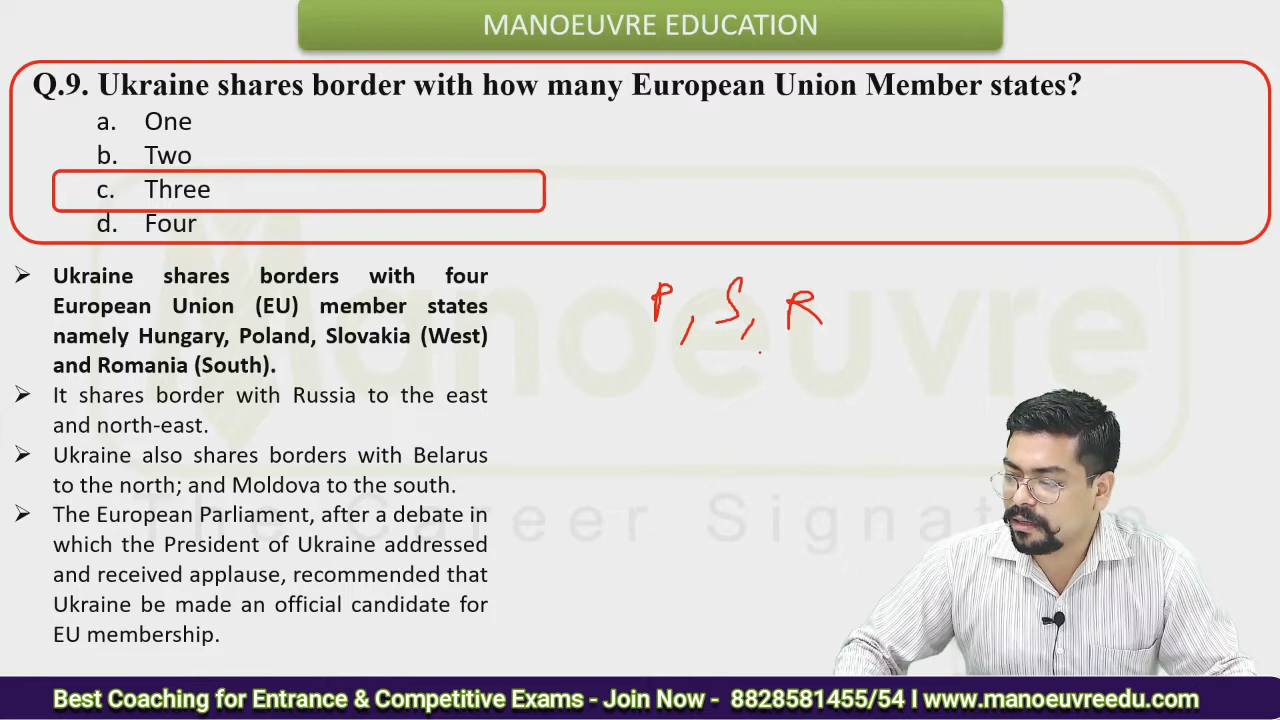 MANOEUVRE EDUCATION
Q.9. Ukraine shares border with how many European Union Member states?
a. One
b. Two
c. Three
d. Four
➢ Ukraine shares borders with four
European Union (EU) member states
namely Hungary, Poland, Slovakia (West)
and Romania (South).
➢ It shares border with Russia to the east
and north-east.
➢ Ukraine also shares borders with Belarus
to the north; and Moldova to the south.
➢ The European Parliament, after a debate in
which the President of Ukraine addressed
and received applause, recommended that
Ukraine be made an official candidate for
EU membership.
P, S, R
Manoeuvre
The Career Signature
Best Coaching for Entrance & Competitive Exams - Join Now - 8828581455/54 I www.manoeuvreedu.com